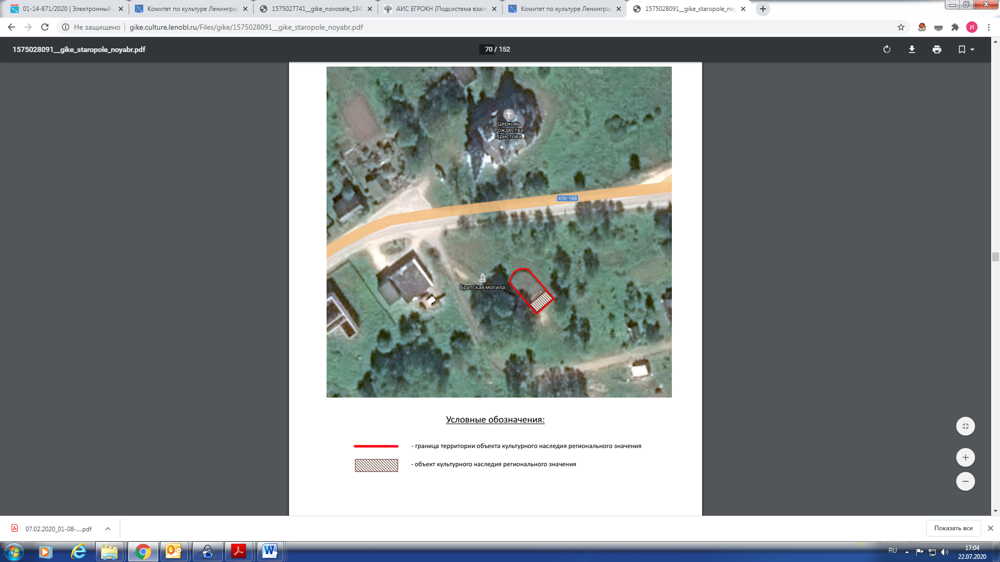 01-14-871/2020 | Электронный
Комитет по культуре Ленинград
1575027741__gike_novosele_194
АИС ЕГРОКН (Подсистема взаи
Комитет по культуре Ленинград
1575028091__gike_staropole_no
Не защищено
gike.culture.lenobl.ru/Files/gike/1575028091__gike_staropole_noyabr.pdf
И
1575028091__gike_staropole_noyabr.pdf
70 / 152
Yandex
Церковь
Рождества
Христова
41К-188
Братская могила
Yandex
Условные обозначения:
- граница территории объекта культурного наследия регионального значения
- объект культурного наследия регионального значения
07.02.2020_01-08-....pdf
Показать все
RU
17:04
22.07.2020